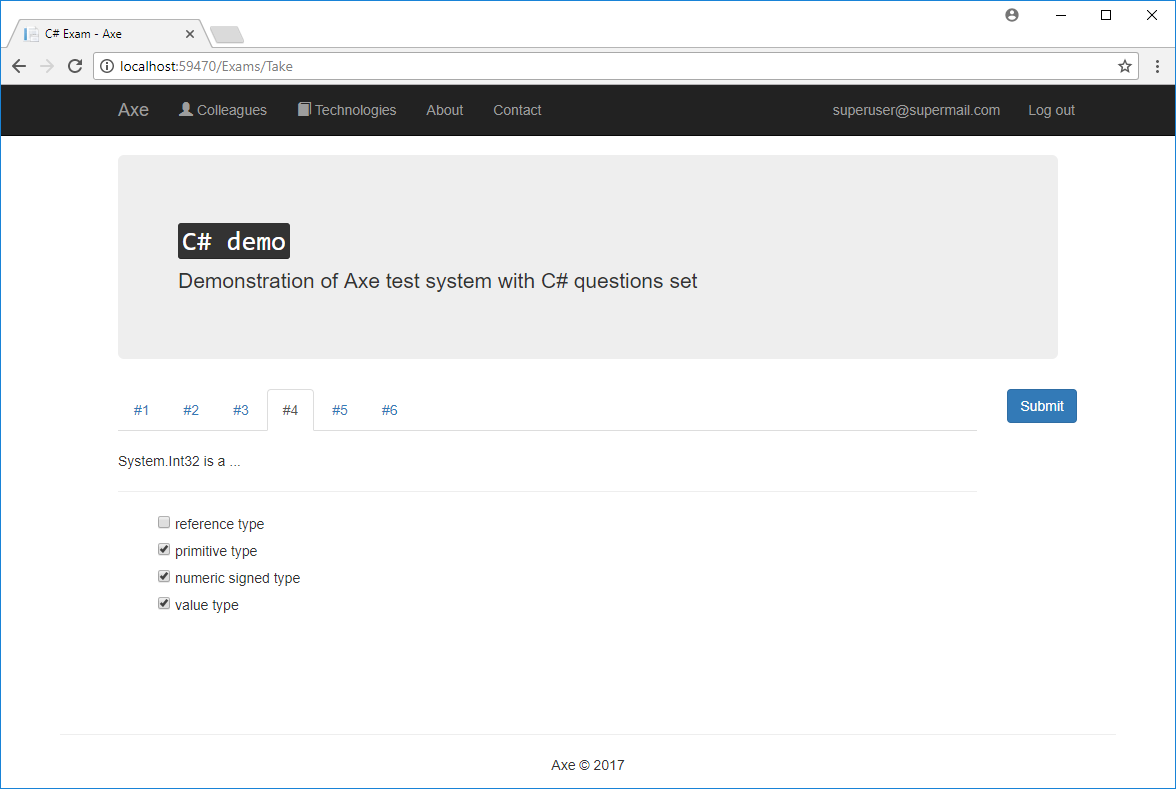 C# Exam - Axe
localhost:59470/Exams/Take
Axe Colleagues Technologies About Contact superuser@supermail.com Log out
C# demo
Demonstration of Axe test system with C# questions set
#1 #2 #3 #4 #5 #6 Submit
System.Int32 is a ...
reference type
primitive type
numeric signed type
value type
Axe © 2017